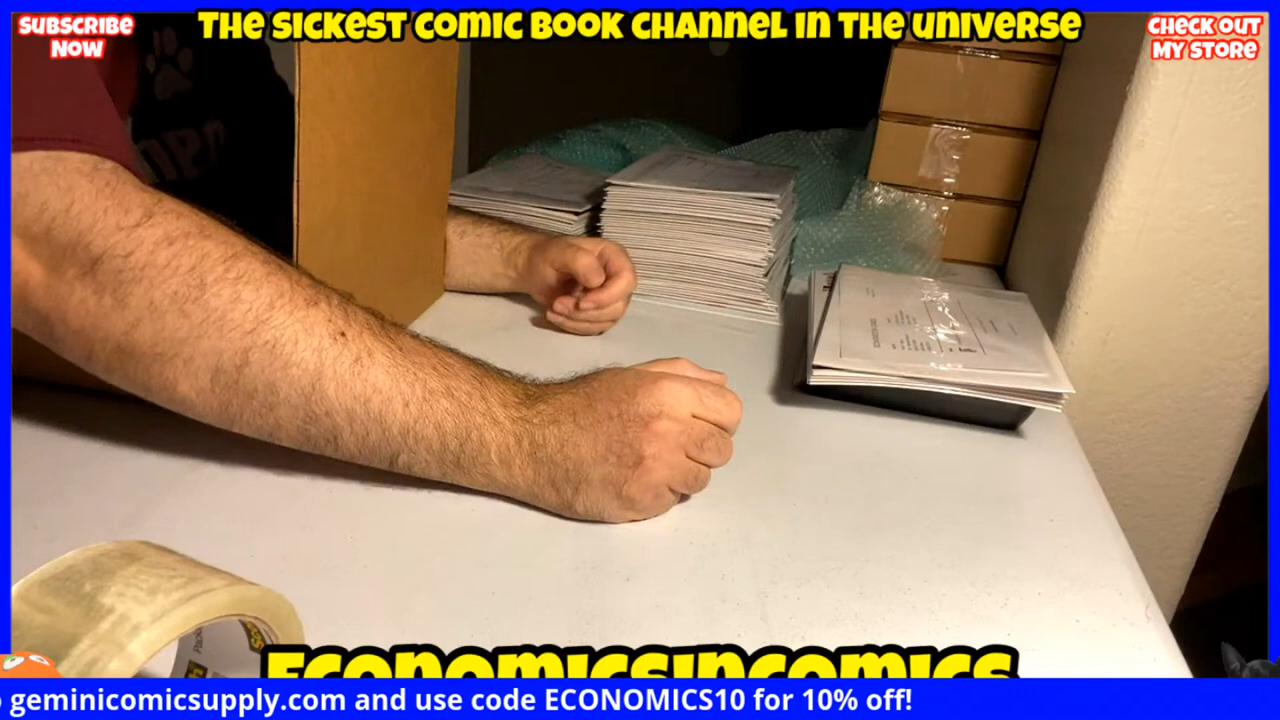 SUBSCRIBE
NOW
THE SICKEST COMIC BOOK CHANNEL IN THE UNIVERSE
CHECK OUT
MY STORE
ECONOMICSINCOMICS
geminicomicsupply.com and use code ECONOMICS10 for 10% off!